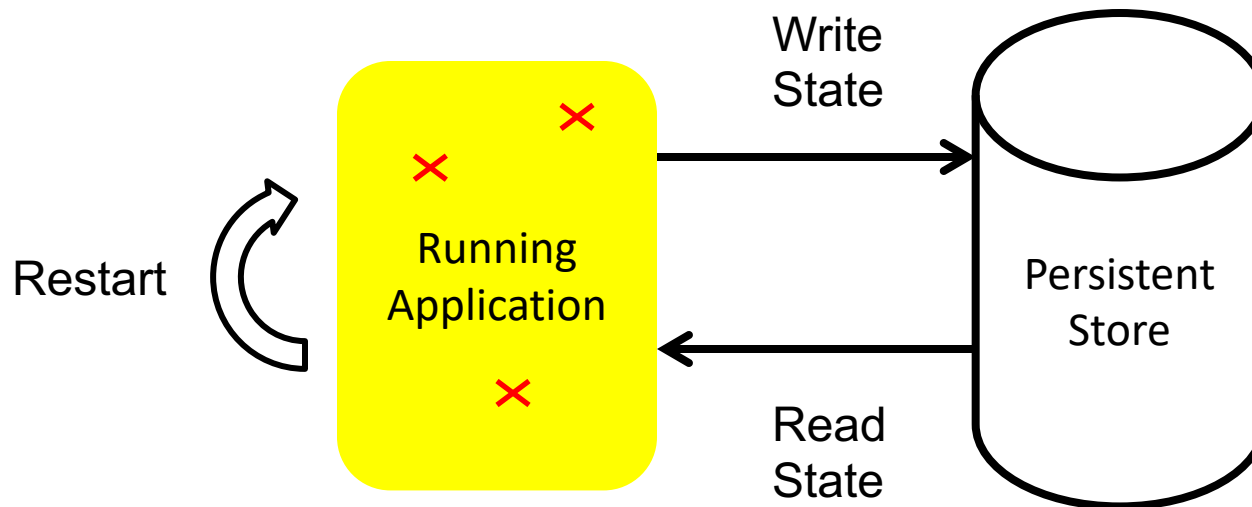 Write
State
Restart
Running
Application
Persistent
Store
Read
State